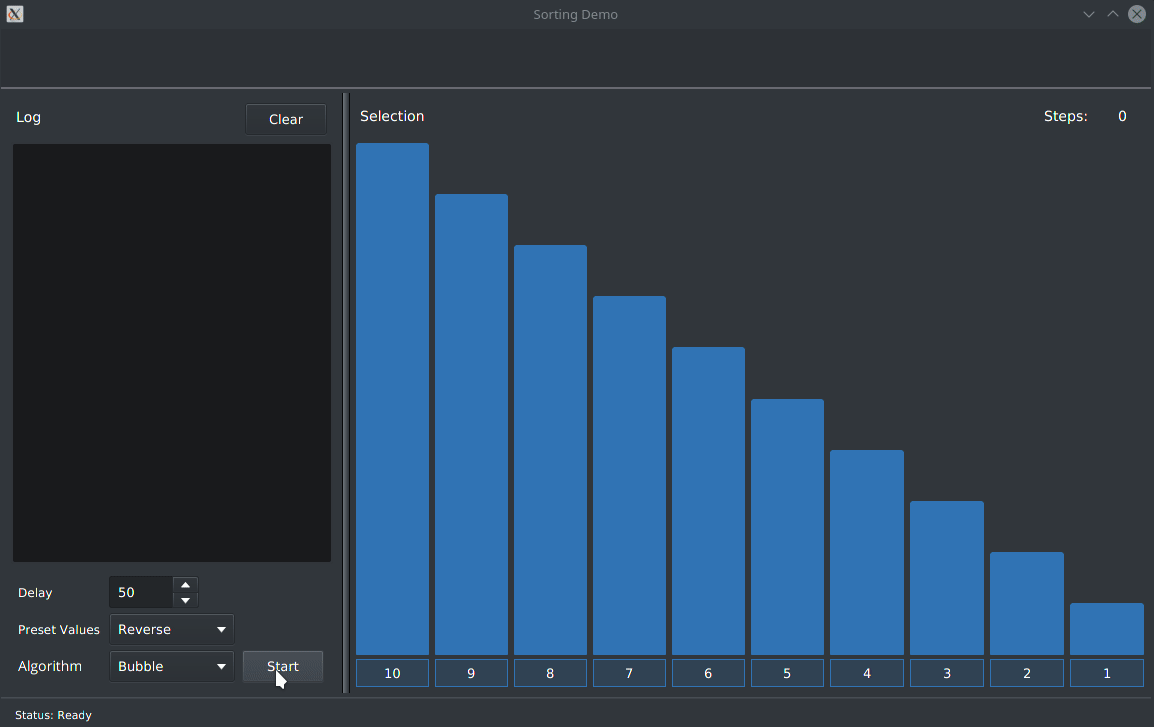 Sorting Demo
Log
Clear
Selection
Steps: 0
Delay
50
Preset Values
Reverse
Algorithm
Bubble
Start
10 9 8 7 6 5 4 3 2 1
Status: Ready